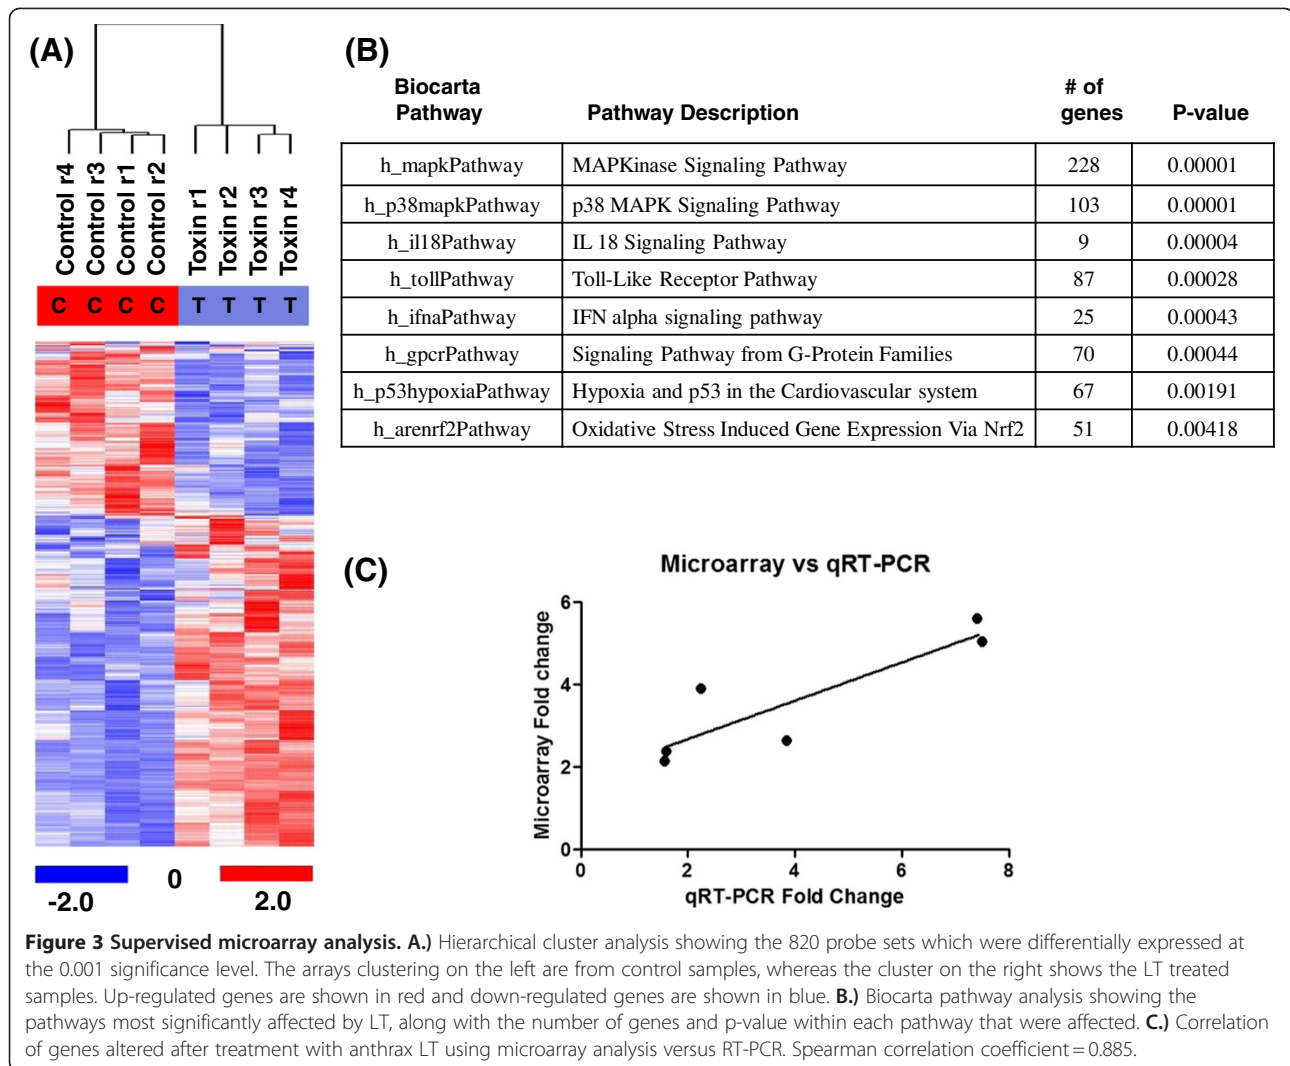 (A)
Control r4
Control r3
Control r1
Control r2
Toxin r1
Toxin r2
Toxin r3
Toxin r4
C C C C T T T T
-2.0 0 2.0
(B)
Biocarta Pathway Pathway Description # of genes P-value
h_mapkPathway MAPKinase Signaling Pathway 228 0.00001
h_p38mapkPathway p38 MAPK Signaling Pathway 103 0.00001
h_il18Pathway IL 18 Signaling Pathway 9 0.00004
h_tollPathway Toll-Like Receptor Pathway 87 0.00028
h_ifnaPathway IFN alpha signaling pathway 25 0.00043
h_gpcrPathway Signaling Pathway from G-Protein Families 70 0.00044
h_p53hypoxiaPathway Hypoxia and p53 in the Cardiovascular system 67 0.00191
h_arenrf2Pathway Oxidative Stress Induced Gene Expression Via Nrf2 51 0.00418
(C)
Microarray vs qRT-PCR
Microarray Fold change
6
4
2
0
0 2 4 6 8
qRT-PCR Fold Change
Figure 3 Supervised microarray analysis. A.) Hierarchical cluster analysis showing the 820 probe sets which were differentially expressed at
the 0.001 significance level. The arrays clustering on the left are from control samples, whereas the cluster on the right shows the LT treated
samples. Up-regulated genes are shown in red and down-regulated genes are shown in blue. B.) Biocarta pathway analysis showing the
pathways most significantly affected by LT, along with the number of genes and p-value within each pathway that were affected. C.) Correlation
of genes altered after treatment with anthrax LT using microarray analysis versus RT-PCR. Spearman correlation coefficient = 0.885.